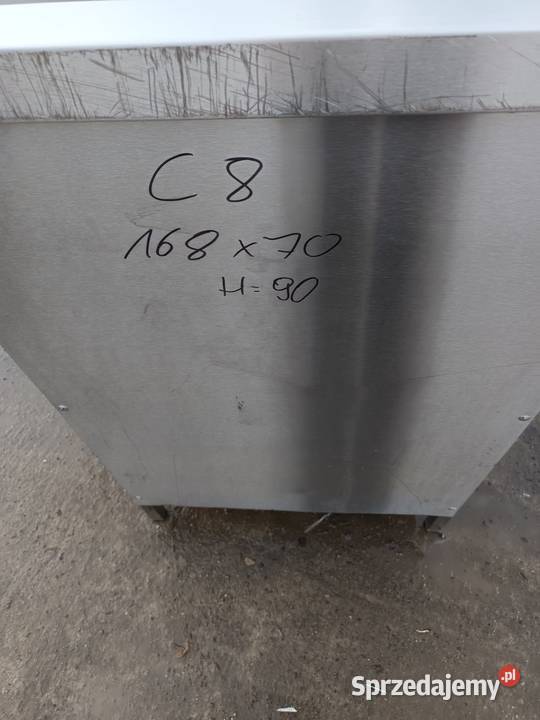 C 8
168 x 70
H = 90
Sprzedajemy.pl